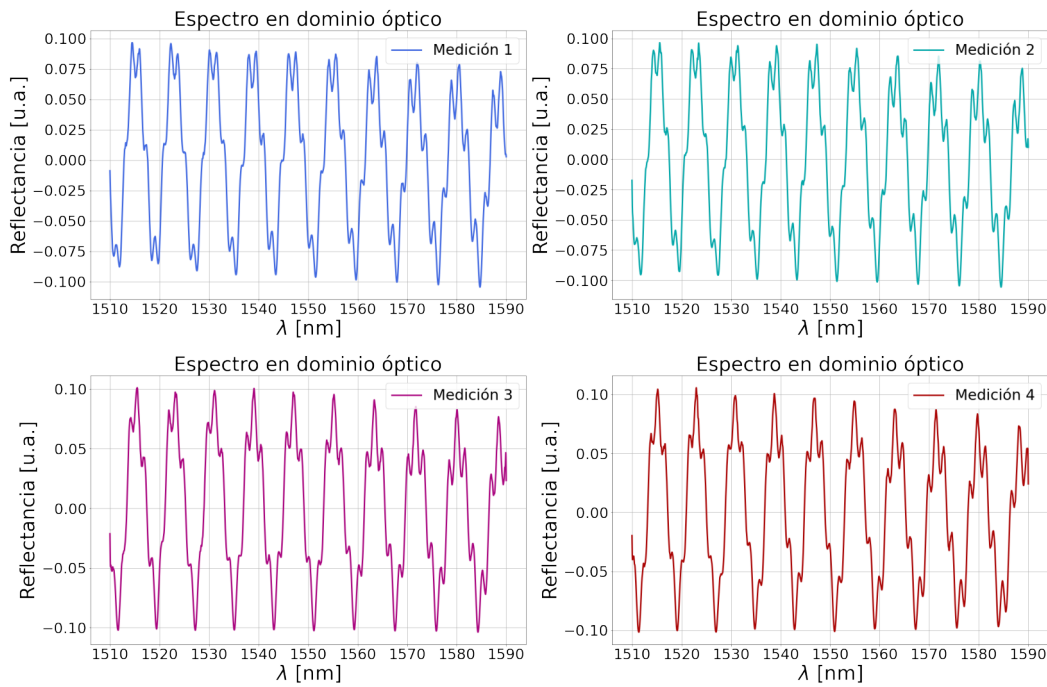 Espectro en dominio óptico
Medición 1
Reflectancia [u.a.]
0.100
0.075
0.050
0.025
0.000
−0.025
−0.050
−0.075
−0.100
1510 1520 1530 1540 1550 1560 1570 1580 1590
λ [nm]
Espectro en dominio óptico
Medición 2
Reflectancia [u.a.]
0.100
0.075
0.050
0.025
0.000
−0.025
−0.050
−0.075
−0.100
1510 1520 1530 1540 1550 1560 1570 1580 1590
λ [nm]
Espectro en dominio óptico
Medición 3
Reflectancia [u.a.]
0.10
0.05
0.00
−0.05
−0.10
1510 1520 1530 1540 1550 1560 1570 1580 1590
λ [nm]
Espectro en dominio óptico
Medición 4
Reflectancia [u.a.]
0.10
0.05
0.00
−0.05
−0.10
1510 1520 1530 1540 1550 1560 1570 1580 1590
λ [nm]